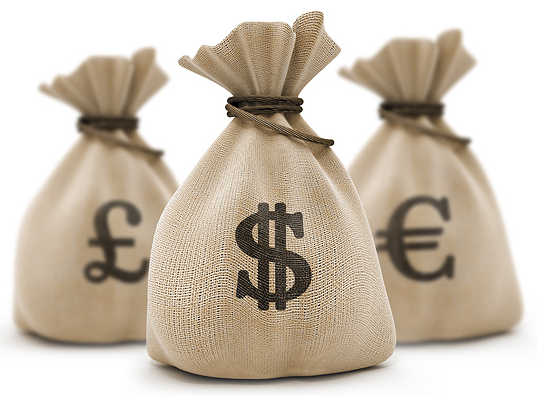 £ $ €